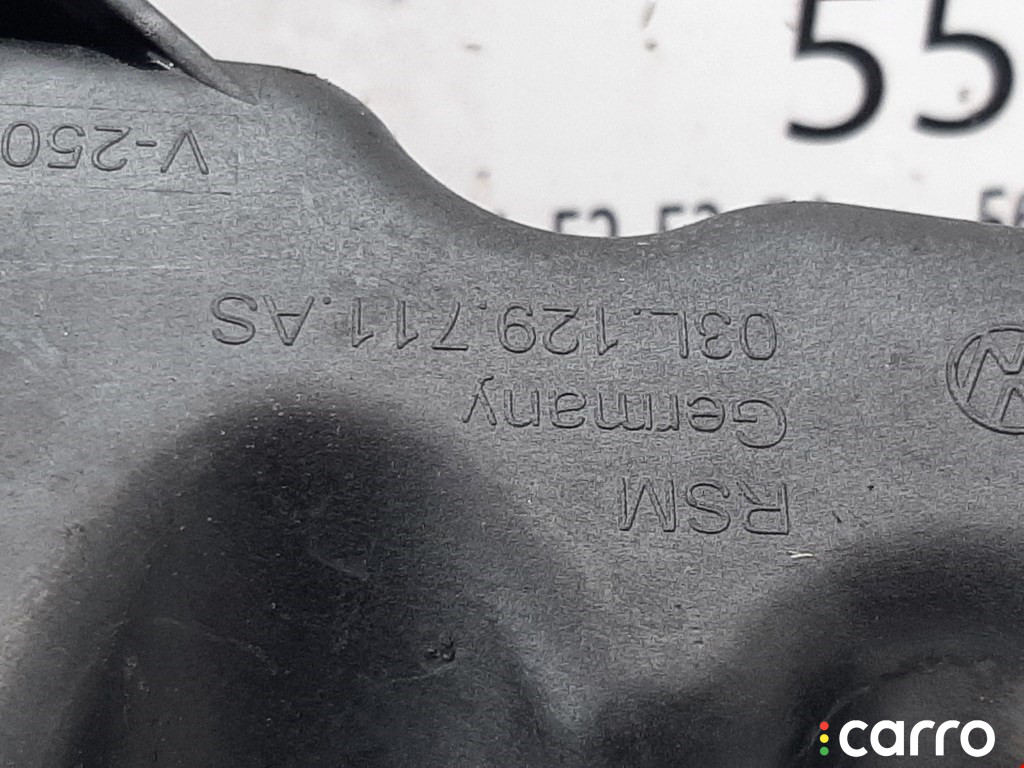 55
V-250
03L.129.711.AS
Germany
RSM
carro